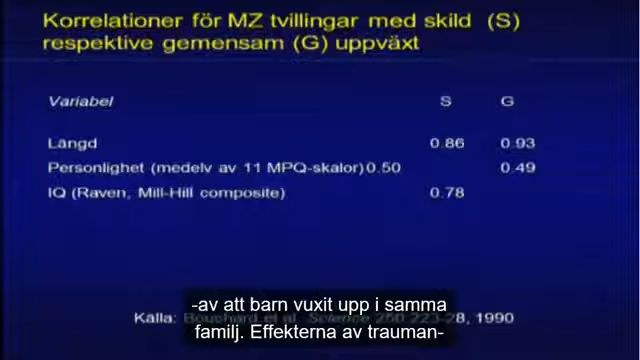 Korrelationer för MZ tvillingar med skild (S)
respektive gemensam (G) uppväxt
Variabel S G
Längd 0.86 0.93
Personlighet (medelv av 11 MPQ-skalor) 0.50 0.49
IQ (Raven, Mill-Hill composite) 0.78
-av att barn vuxit upp i samma
familj. Effekterna av trauman-
Källa: Bouchard et al Science 250:223-28, 1990